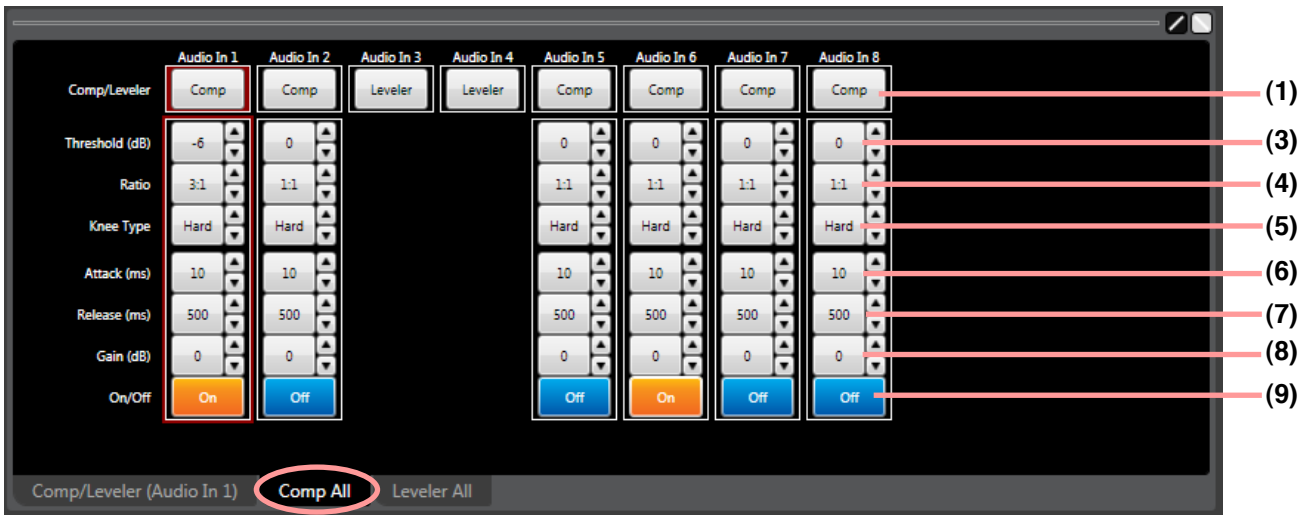 Audio In 1 Audio In 2 Audio In 3 Audio In 4 Audio In 5 Audio In 6 Audio In 7 Audio In 8
Comp/Leveler Comp Comp Leveler Leveler Comp Comp Comp Comp (1)
Threshold (dB) -6 0 0 0 0 0 (3)
Ratio 3:1 1:1 1:1 1:1 1:1 1:1 (4)
Knee Type Hard Hard Hard Hard Hard Hard (5)
Attack (ms) 10 10 10 10 10 10 (6)
Release (ms) 500 500 500 500 500 500 (7)
Gain (dB) 0 0 0 0 0 0 (8)
On/Off On Off Off On Off Off (9)
Comp/Leveler (Audio In 1) Comp All Leveler All